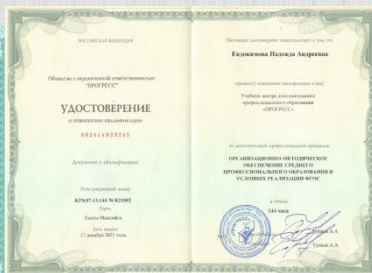 РОССИЙСКАЯ ФЕДЕРАЦИЯ
Общество с ограниченной ответственностью
"ПРОГРЕСС"
УДОСТОВЕРЕНИЕ
О ПОВЫШЕНИИ КВАЛИФИКАЦИИ
Документ о квалификации
Регистрационный номер
Город
Ханты-Мансийск
Дата выдачи
17 декабря 2021 года
Настоящее удостоверение свидетельствует о том, что
Евдокимова Надежда Андреевна
прошел(а) повышение квалификации в (на)
Учебном центре дополнительного
профессионального образования
«ПРОГРЕСС»
по дополнительной профессиональной программе
ОРГАНИЗАЦИОННО-МЕТОДИЧЕСКОЕ
ОБЕСПЕЧЕНИЕ СРЕДНЕГО
ПРОФЕССИОНАЛЬНОГО ОБРАЗОВАНИЯ В
УСЛОВИЯХ РЕАЛИЗАЦИИ ФГОС
в объёме
144 часа